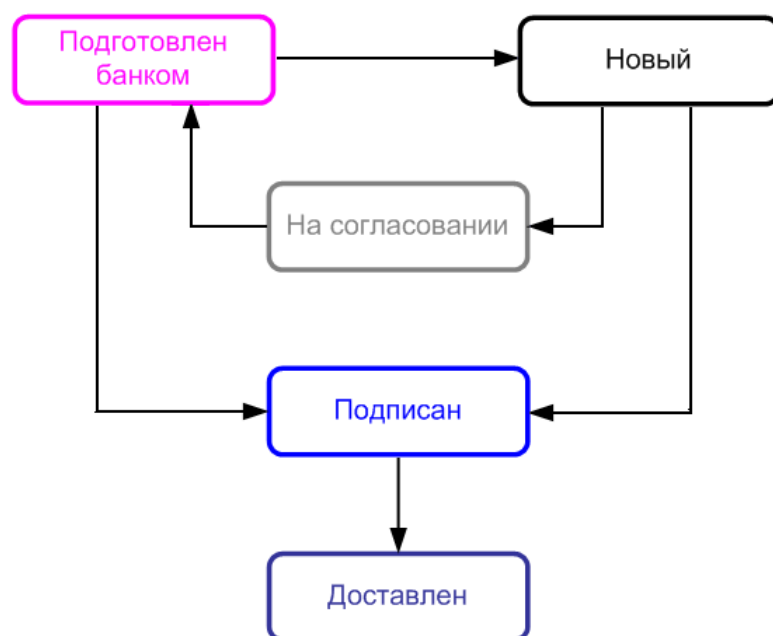 Подготовлен
банком
Новый
На согласовании
Подписан
Доставлен